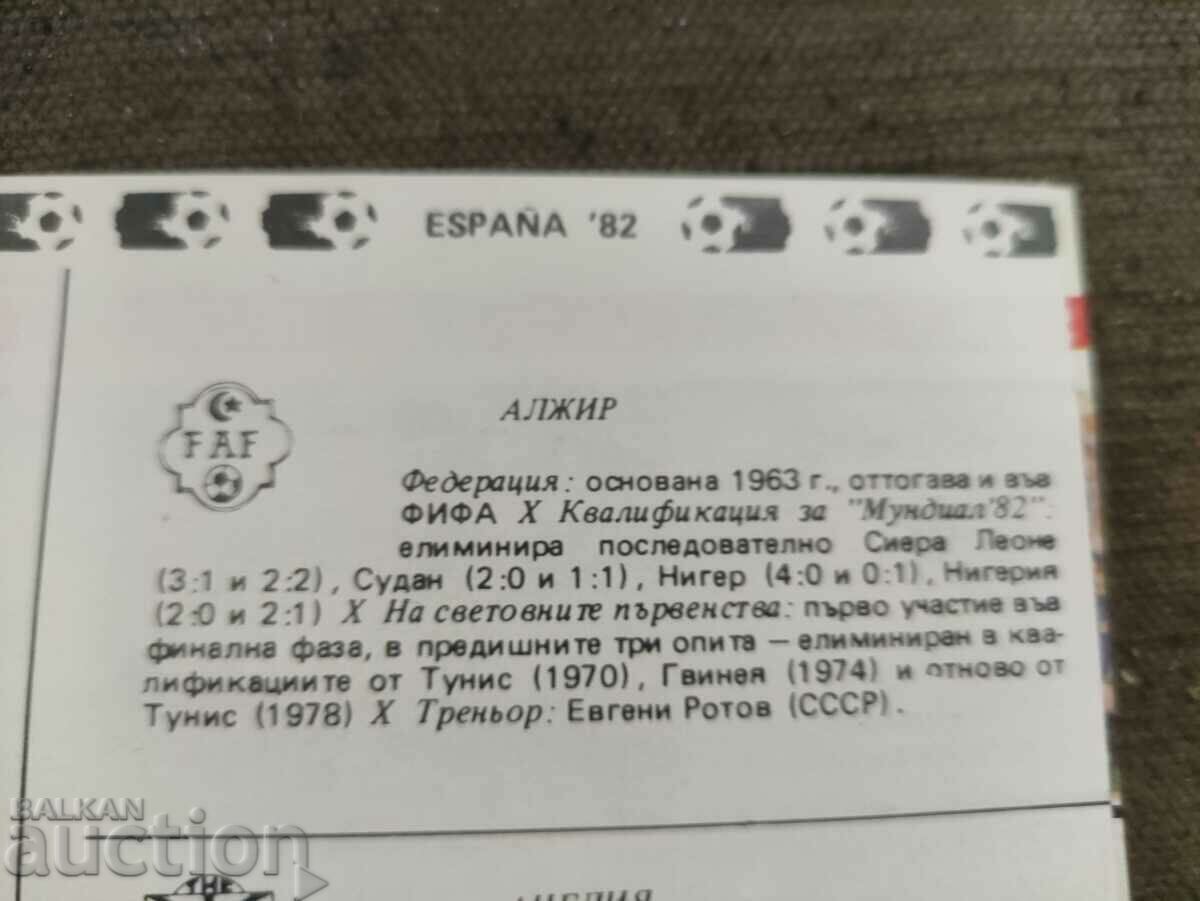 ESPAÑA '82
FAF
АЛЖИР
Федерация: основана 1963 г., оттогава и във
ФИФА X Квалификация за "Мундиал'82":
елиминира последователно Сиера Леоне
(3:1 и 2:2), Судан (2:0 и 1:1), Нигер (4:0 и 0:1), Нигерия
(2:0 и 2:1) X На световните първенства: първо участие във
финална фаза, в предишните три опита — елиминиран в ква-
лификациите от Тунис (1970), Гвинея (1974) и отново от
Тунис (1978) X Треньор: Евгени Ротов (СССР).
BALKAN
auction
THE